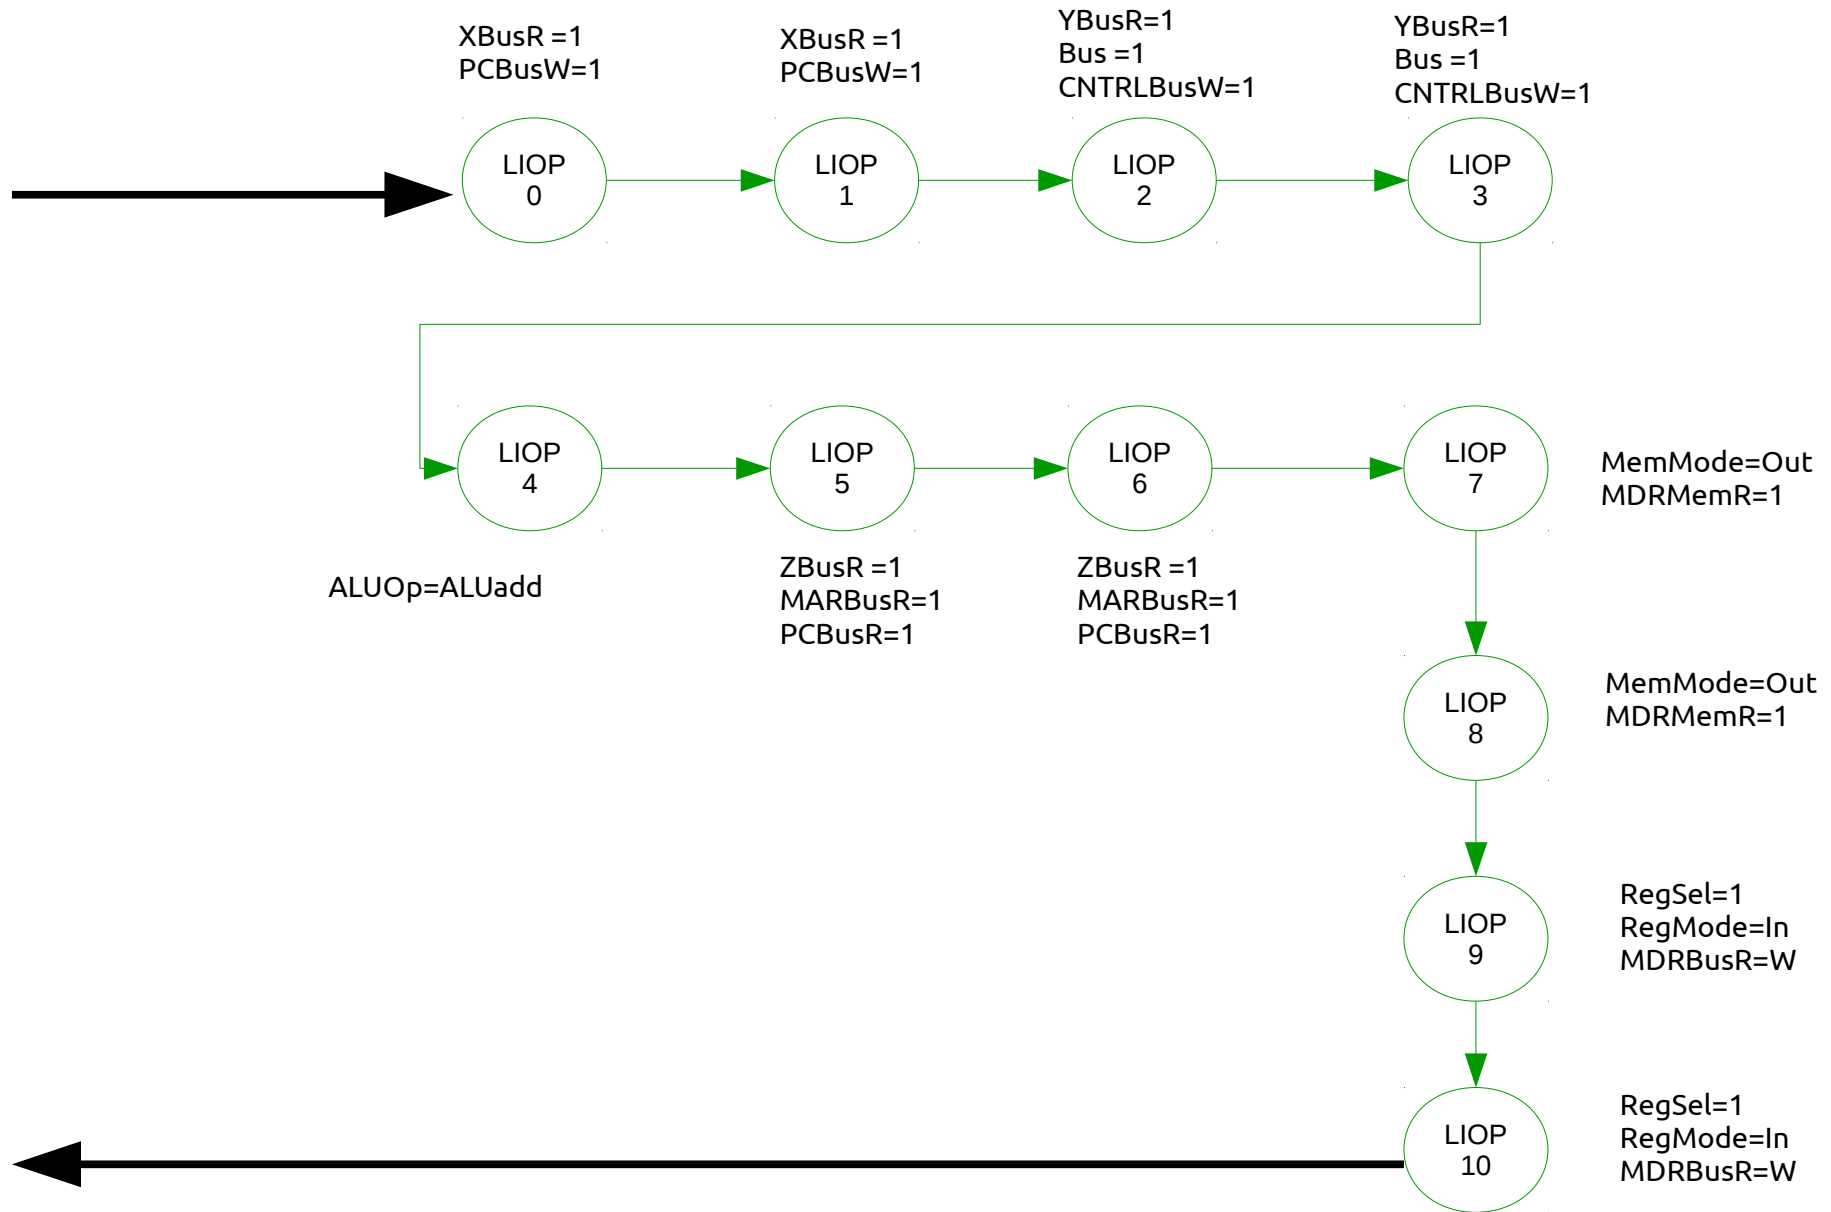 XBusR =1
PCBusW=1
XBusR =1
PCBusW=1
YBusR=1
Bus =1
CNTRLBusW=1
YBusR=1
Bus =1
CNTRLBusW=1
LIOP
0
LIOP
1
LIOP
2
LIOP
3
LIOP
4
LIOP
5
LIOP
6
LIOP
7
MemMode=Out
MDRMemR=1
ALUOp=ALUadd
ZBusR =1
MARBusR=1
PCBusR=1
ZBusR =1
MARBusR=1
PCBusR=1
LIOP
8
MemMode=Out
MDRMemR=1
LIOP
9
RegSel=1
RegMode=In
MDRBusR=W
LIOP
10
RegSel=1
RegMode=In
MDRBusR=W